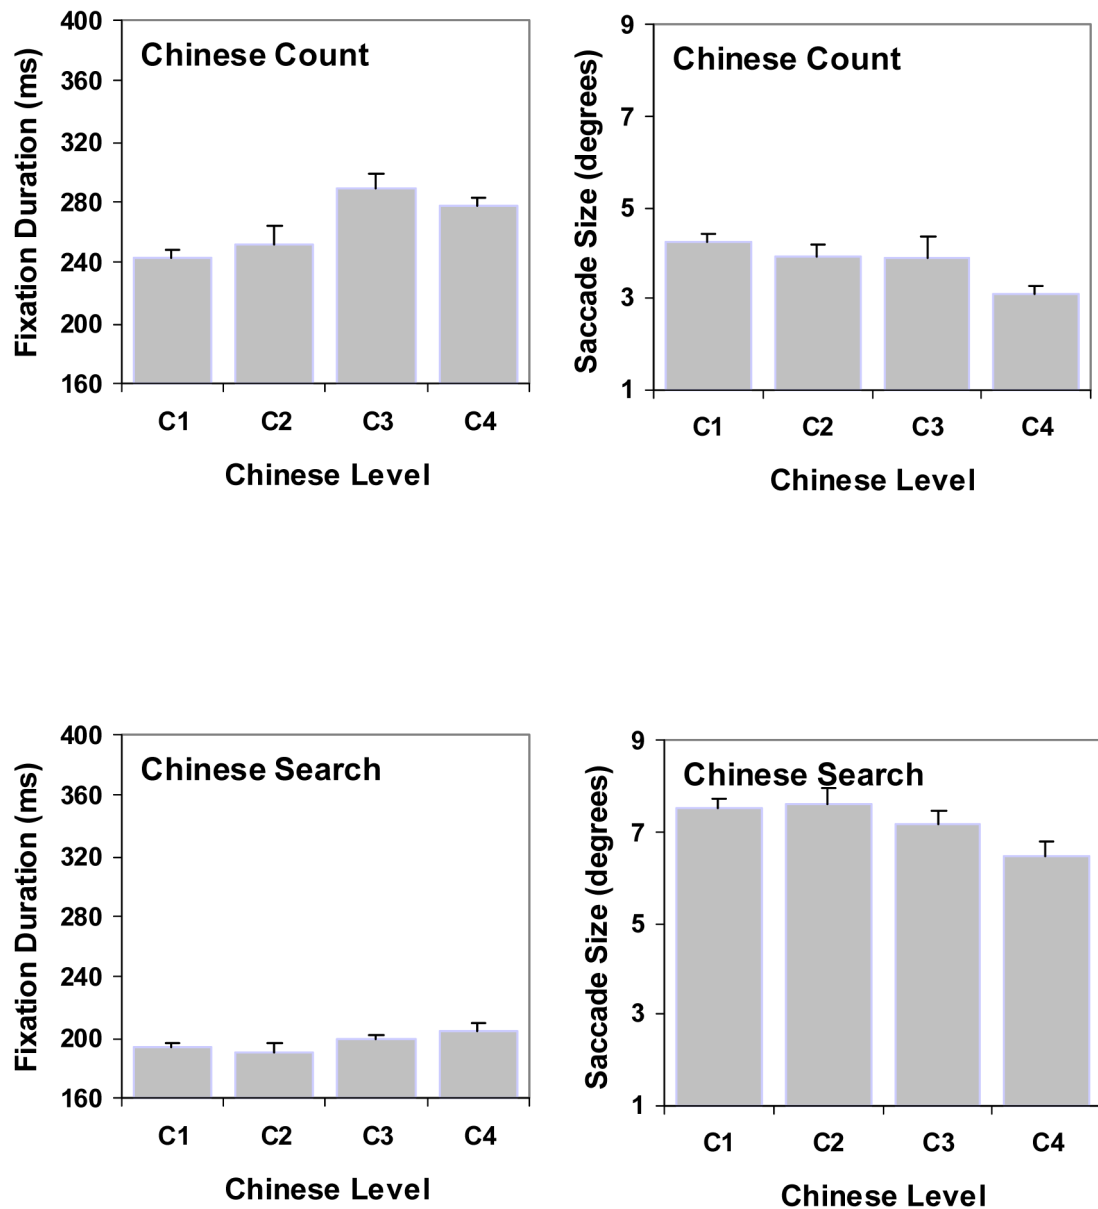 Chinese Count
Fixation Duration (ms)
400
360
320
280
240
200
160
C1 C2 C3 C4
Chinese Level
Chinese Count
Saccade Size (degrees)
9
7
5
3
1
C1 C2 C3 C4
Chinese Level
Chinese Search
Fixation Duration (ms)
400
360
320
280
240
200
160
C1 C2 C3 C4
Chinese Level
Chinese Search
Saccade Size (degrees)
9
7
5
3
1
C1 C2 C3 C4
Chinese Level